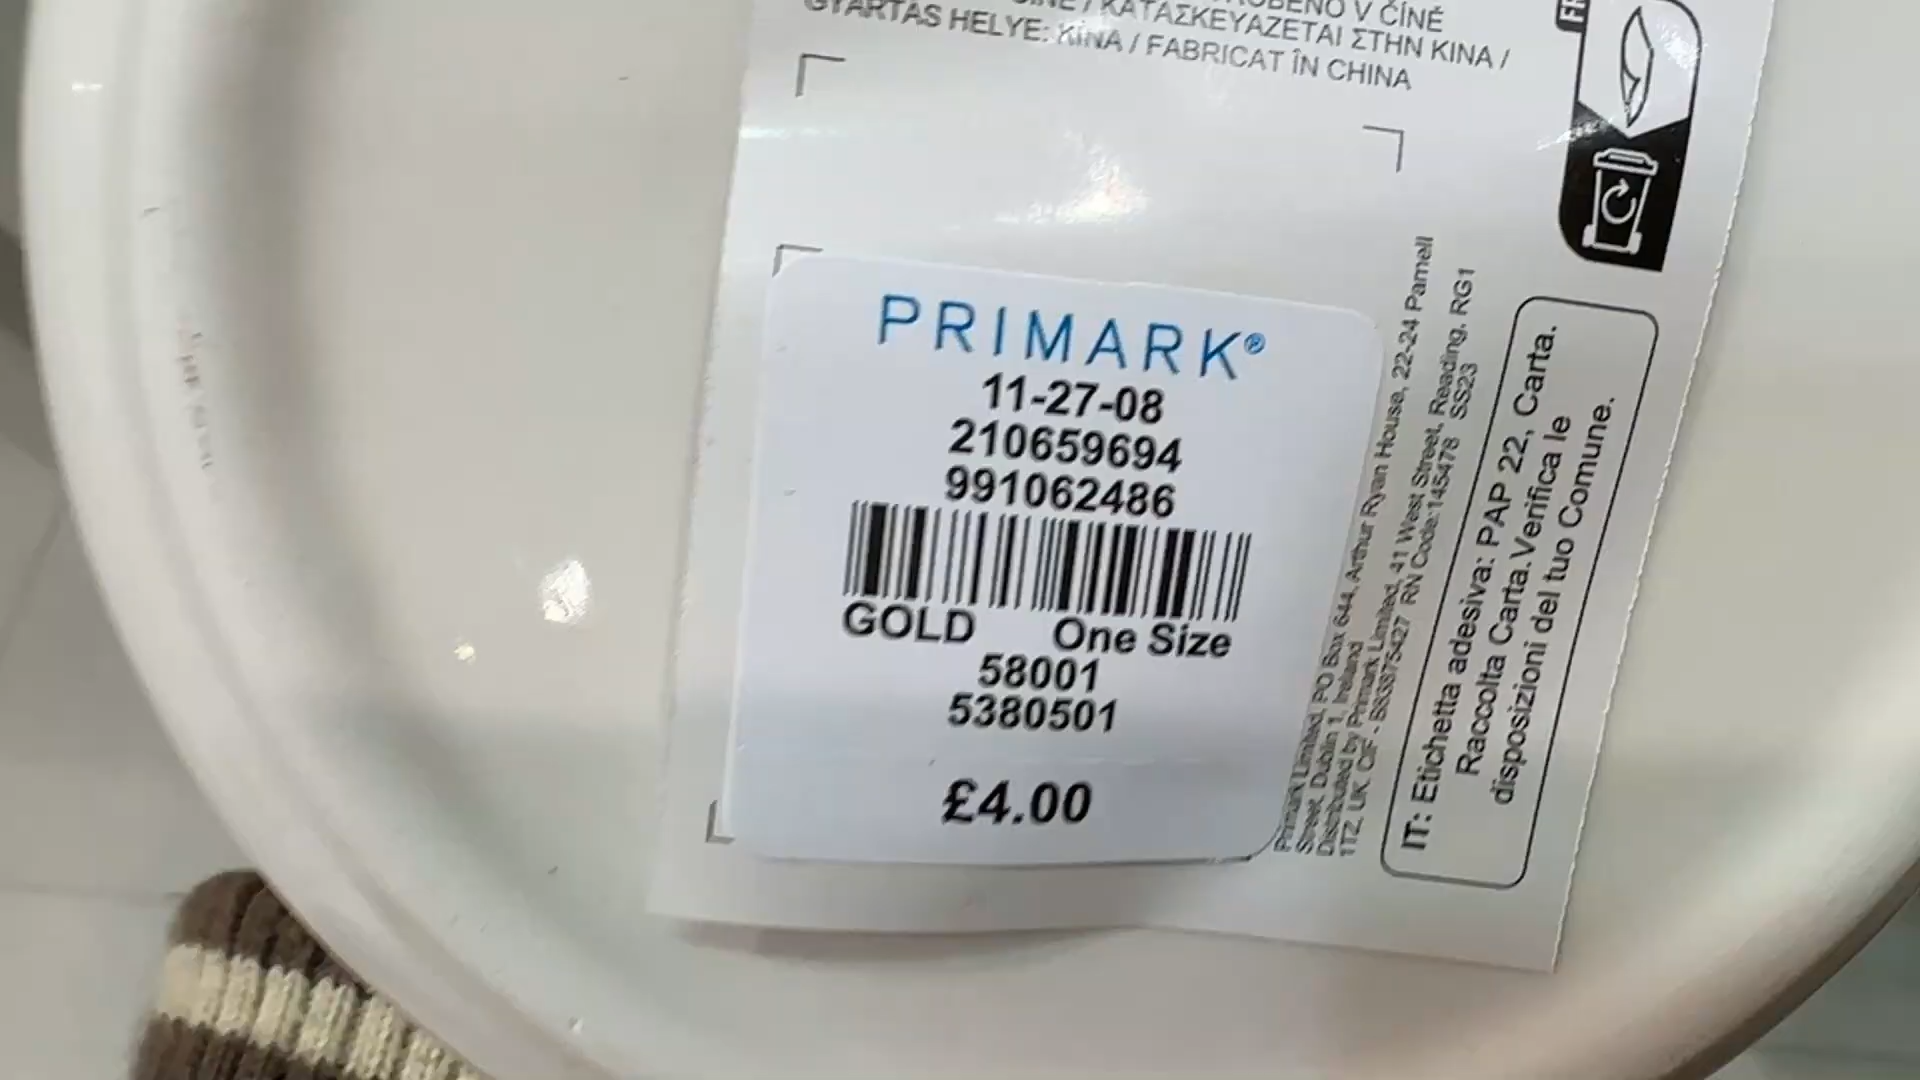 V ČÍNĚ
ΚΑΤΑΣΚΕΥΑΖΕΤΑΙ ΣΤΗΝ ΚΙΝΑ /
GYÁRTÁS HELYE: KÍNA / FABRICAT ÎN CHINA
FR
PRIMARK®
11-27-08
210659694
991062486
GOLD One Size
58001
5380501
£4.00
Primark Limited, PO Box 644, Arthur Ryan House, 22-24 Parnell
Street, Dublin 1, Ireland
Distributed by Primark Limited, 41 West Street, Reading, RG1
1TZ, UK. CIF - RN Code:145478 SS23
IT: Etichetta adesiva: PAP 22, Carta.
Raccolta Carta. Verifica le
disposizioni del tuo Comune.